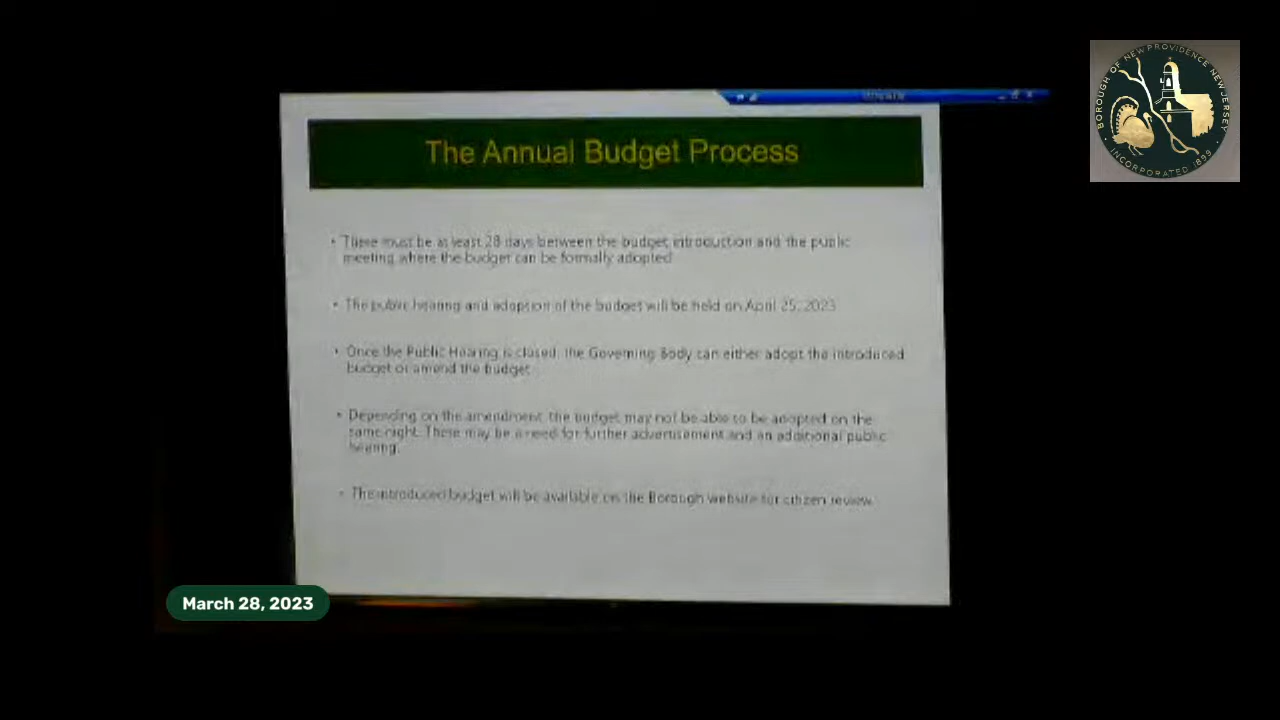 BOROUGH OF NEW PROVIDENCE NEW JERSEY
INCORPORATED 1899
The Annual Budget Process
• There must be at least 28 days between the budget introduction and the public
meeting where the budget can be formally adopted
• The public hearing and adoption of the budget will be held on April 25, 2023
• Once the Public Hearing is closed, the Governing Body can either adopt the introduced
budget or amend the budget
• Depending on the amendment, the budget may not be able to be adopted on the
same night. There may be a need for further advertisement and an additional public
hearing.
• The introduced budget will be available on the Borough website for citizen review
March 28, 2023